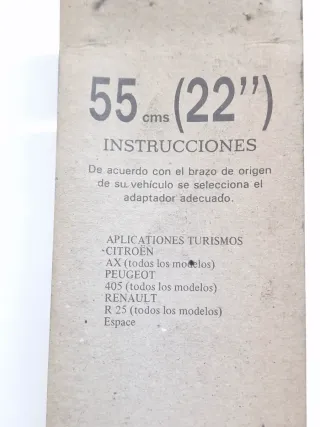 55 cms (22")
INSTRUCCIONES
De acuerdo con el brazo de origen
de su vehículo se selecciona el
adaptador adecuado.
APLICATIONES TURISMOS
-CITROËN
AX (todos los modelos)
PEUGEOT
405 (todos los modelos)
RENAULT
R 25 (todos los modelos)
Espace